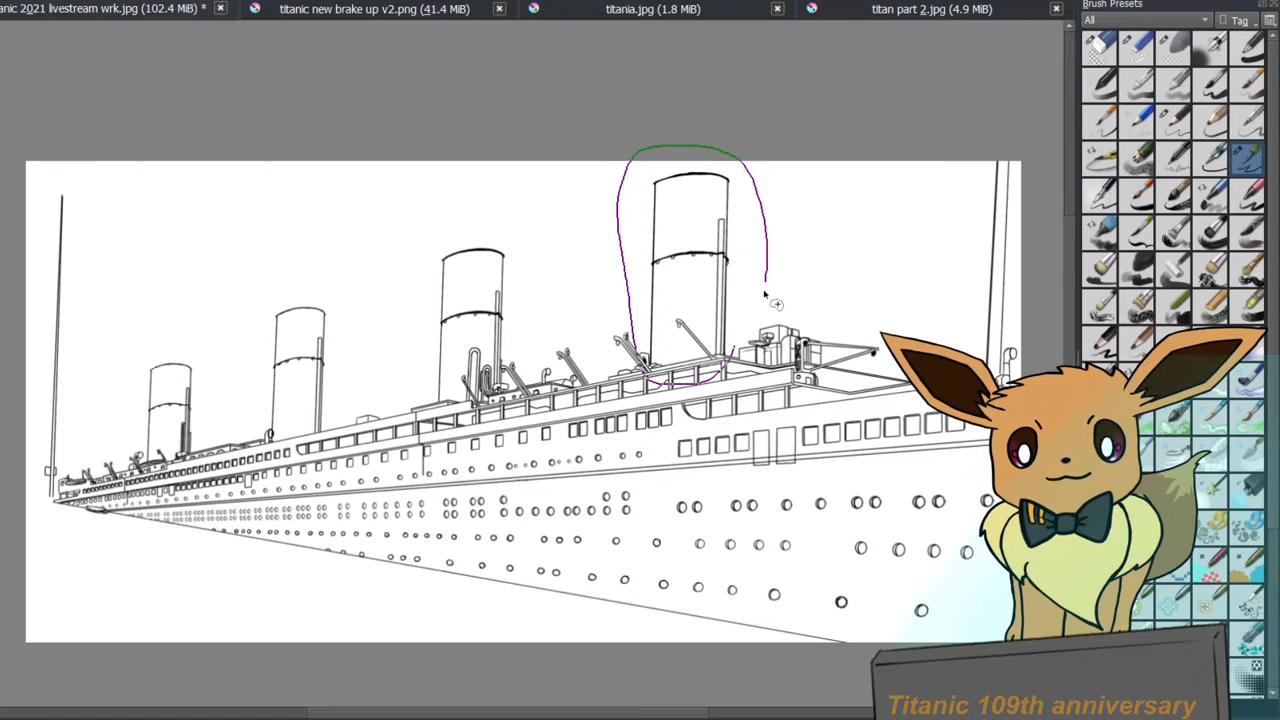 anic 2021 livestream wrk.jpg (102.4 MiB) *
titanic new brake up v2.png (41.4 MiB)
titania.jpg (1.8 MiB)
titan part 2.jpg (4.9 MiB)
Brush Presets
All
Tag
Titanic 109th anniversary